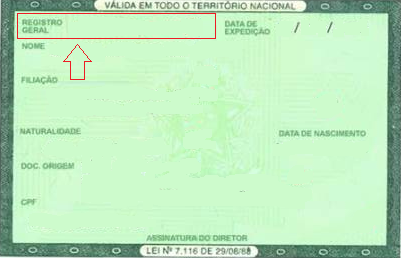 VÁLIDA EM TODO O TERRITÓRIO NACIONAL
REGISTRO GERAL
DATA DE EXPEDIÇÃO / /
NOME
FILIAÇÃO
NATURALIDADE
DATA DE NASCIMENTO
DOC. ORIGEM
CPF
ASSINATURA DO DIRETOR
LEI Nº 7.116 DE 29/08/83